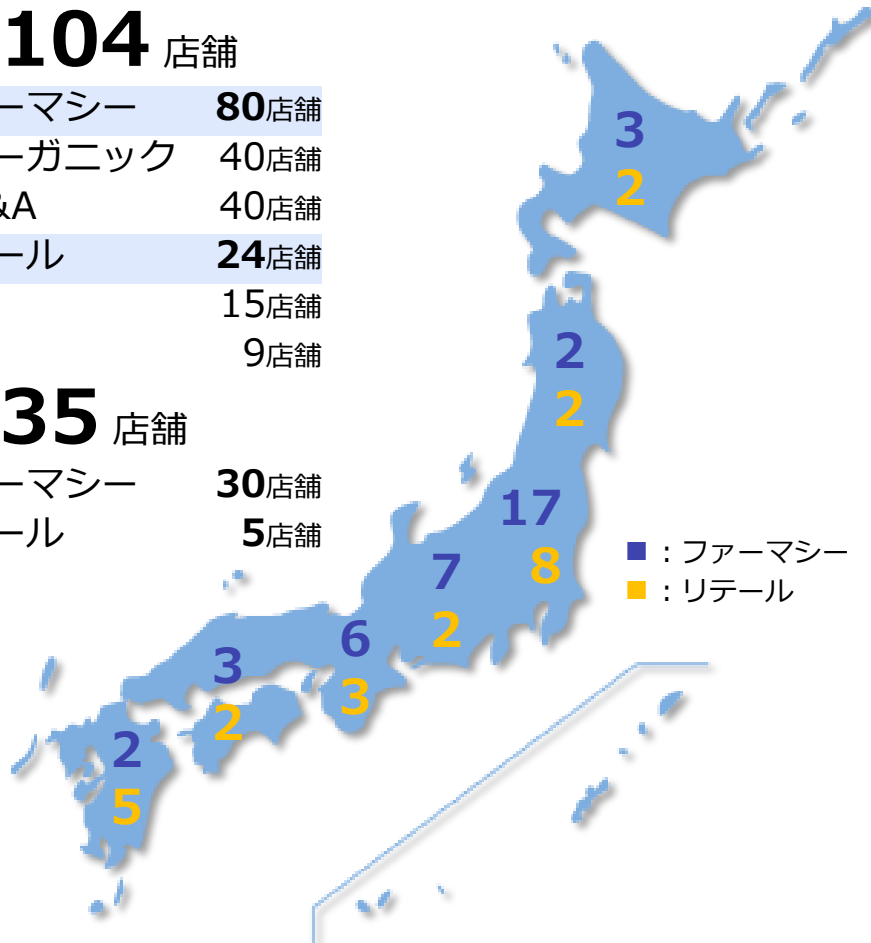 104 店舗
ーマシー 80店舗
ーガニック 40店舗
&A 40店舗
ール 24店舗
15店舗
9店舗
35 店舗
ーマシー 30店舗
ール 5店舗
3
2
2
2
17
8
7
2
6
3
3
2
2
5
■：ファーマシー
■：リテール